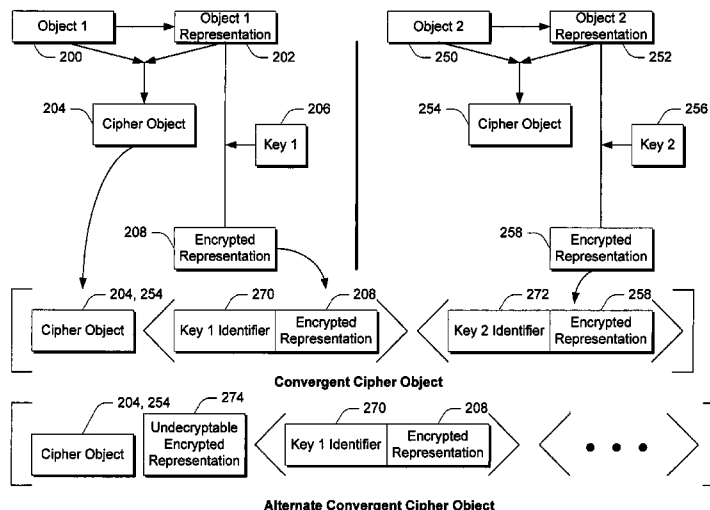 Object 1
Object 1
Representation
Object 2
Object 2
Representation
200
202
250
252
204
206
254
256
Cipher Object
Key 1
Cipher Object
Key 2
208
Encrypted
Representation
258
Encrypted
Representation
204, 254
270
208
272
258
Cipher Object
Key 1 Identifier
Encrypted
Representation
Key 2 Identifier
Encrypted
Representation
Convergent Cipher Object
204, 254
274
270
208
Cipher Object
Undecryptable
Encrypted
Representation
Key 1 Identifier
Encrypted
Representation
Alternate Convergent Cipher Object